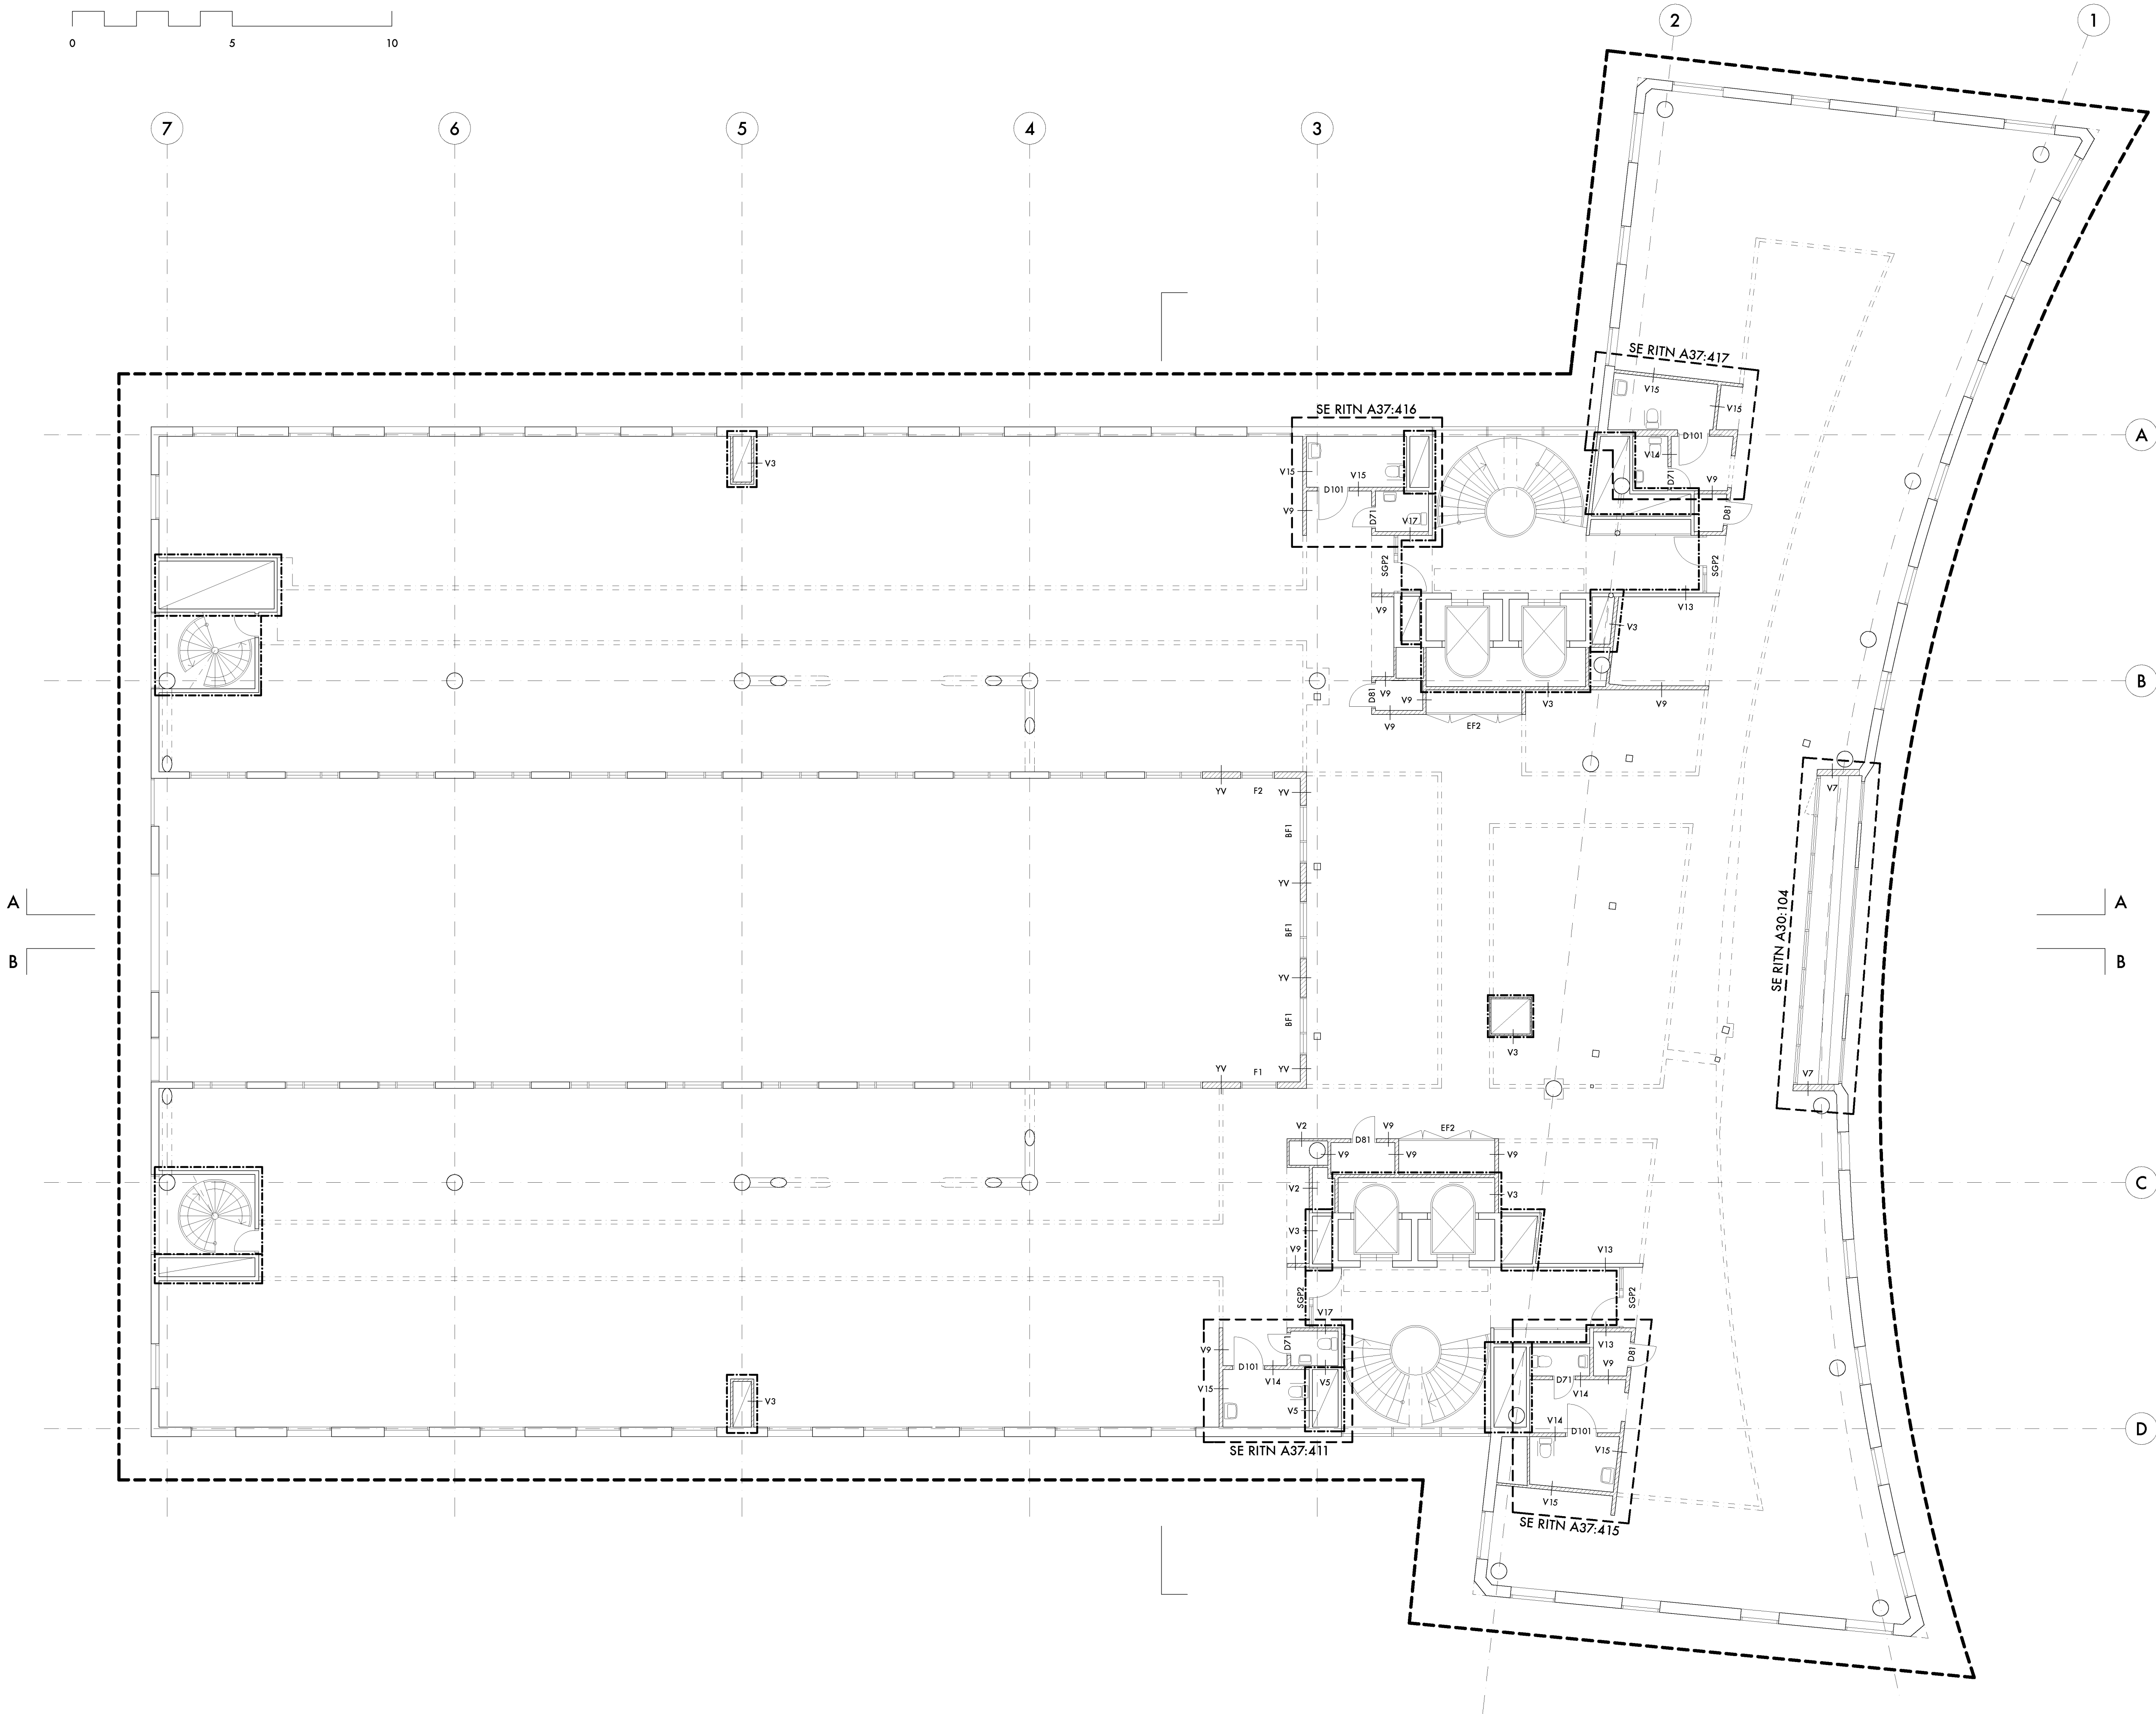 0 5 10
2 1
7 6 5 4 3
SE RITN A37:417
V15
V15
SE RITN A37:416
D101 A
V14
V3
V15 V15
D71
V9
D101
V9 D71 V17
D81
SGP2 SGP2
V9 V13
V3
B
V9 D81 V9 V3 V9
V9 EF2
V7
YV F2 YV
BF1
YV
A A
SE RITN A30:104
BF1
B B
YV
BF1
V3
YV F1 YV
V7
V2 D81 V9 EF2
V9 V9 V9
C
V2 V3
V3
V9 V13
SGP2 SGP2
V17
D71 V13
V9 D81
D101 V14 V9
V5 D71
V15 V14
V3
V5
V14
D101 D
SE RITN A37:411 V15
V15
SE RITN A37:415